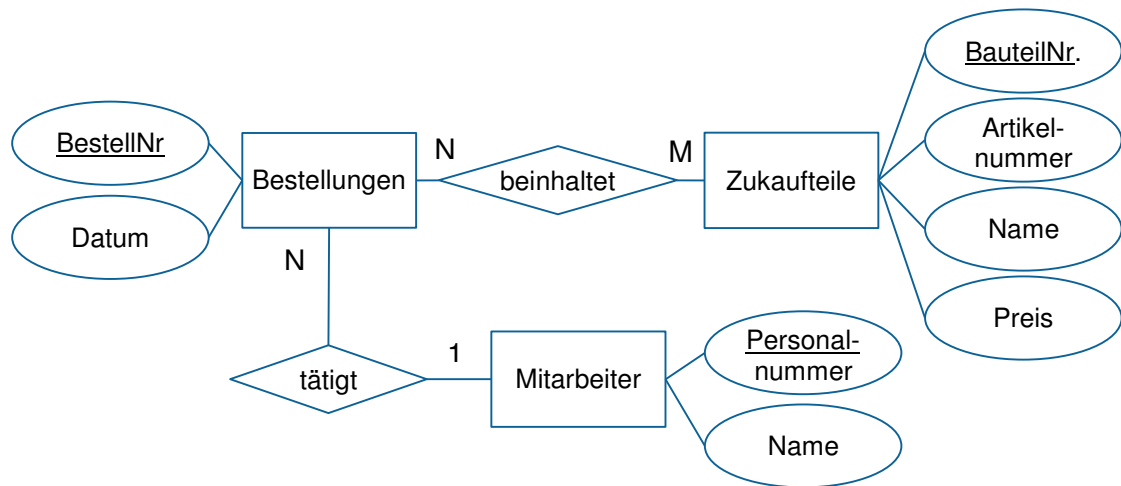 BauteilNr.
BestellNr
Bestellungen
N
beinhaltet
M
Zukaufteile
Artikel-
nummer
Datum
Name
N
Preis
tätigt
1
Mitarbeiter
Personal-
nummer
Name